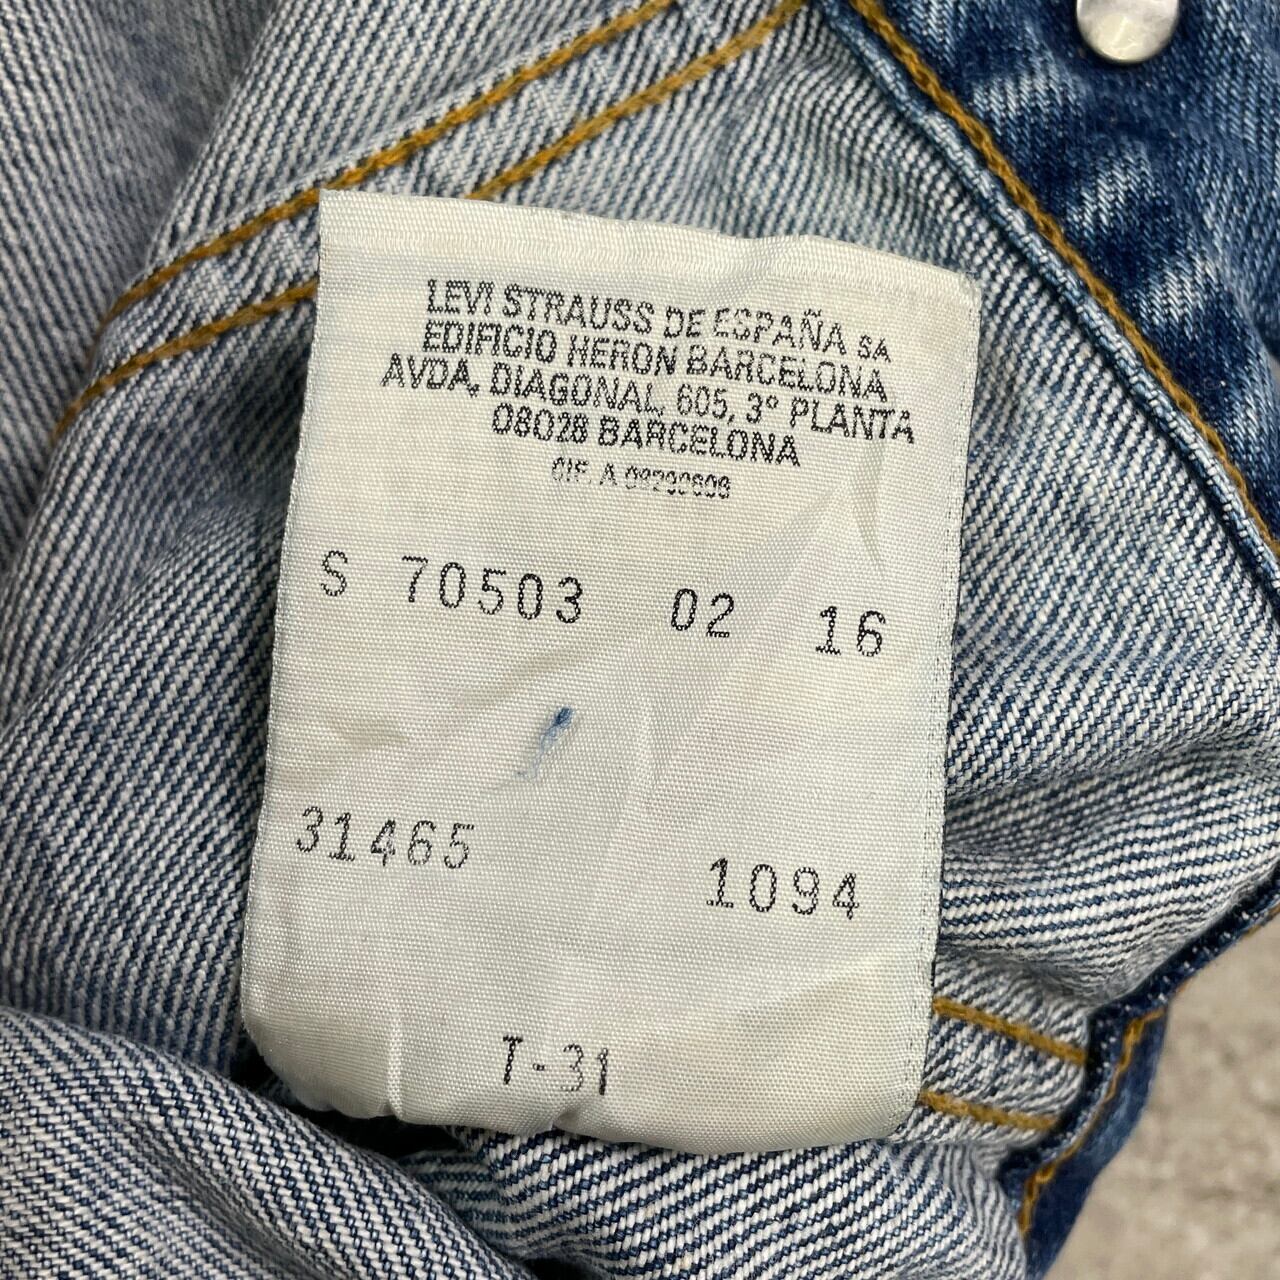 LEVI STRAUSS DE ESPAÑA SA
EDIFICIO HERON BARCELONA
AVDA, DIAGONAL, 605, 3° PLANTA
08028 BARCELONA
CIF. A
S 70503 02 16
31465 1094
T-31